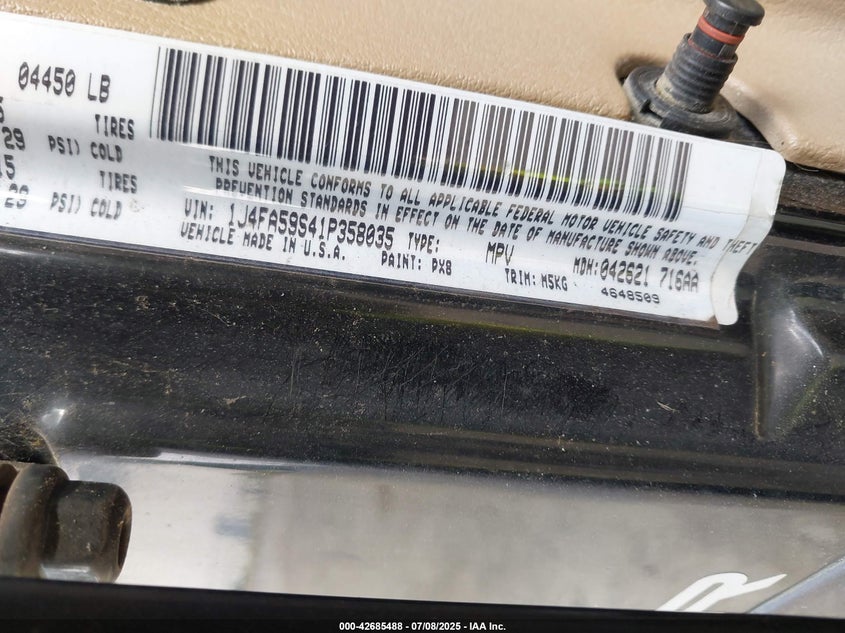 04450 LB
TIRES
29 PSI) COLD
15 TIRES
PSI) COLD
THIS VEHICLE CONFORMS TO ALL APPLICABLE FEDERAL MOTOR VEHICLE SAFETY AND THEFT
PREVENTION STANDARDS IN EFFECT ON THE DATE OF MANUFACTURE SHOWN ABOVE.
VIN: 1J4FA59S41P358035 TYPE: MPV MDH:042621 716AA
VEHICLE MADE IN U.S.A. PAINT: PX8 TRIM: M5KG 4648509
000-42685488 - 07/08/2025 - IAA Inc.